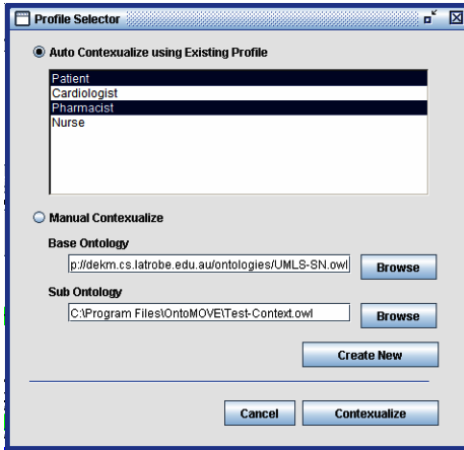 Profile Selector
Auto Contexualize using Existing Profile
Patient
Cardiologist
Pharmacist
Nurse
Manual Contexualize
Base Ontology
p://dekm.cs.latrobe.edu.au/ontologies/UMLS-SN.owl
Browse
Sub Ontology
C:\Program Files\OntoMOVE\Test-Context.owl
Browse
Create New
Cancel
Contexualize